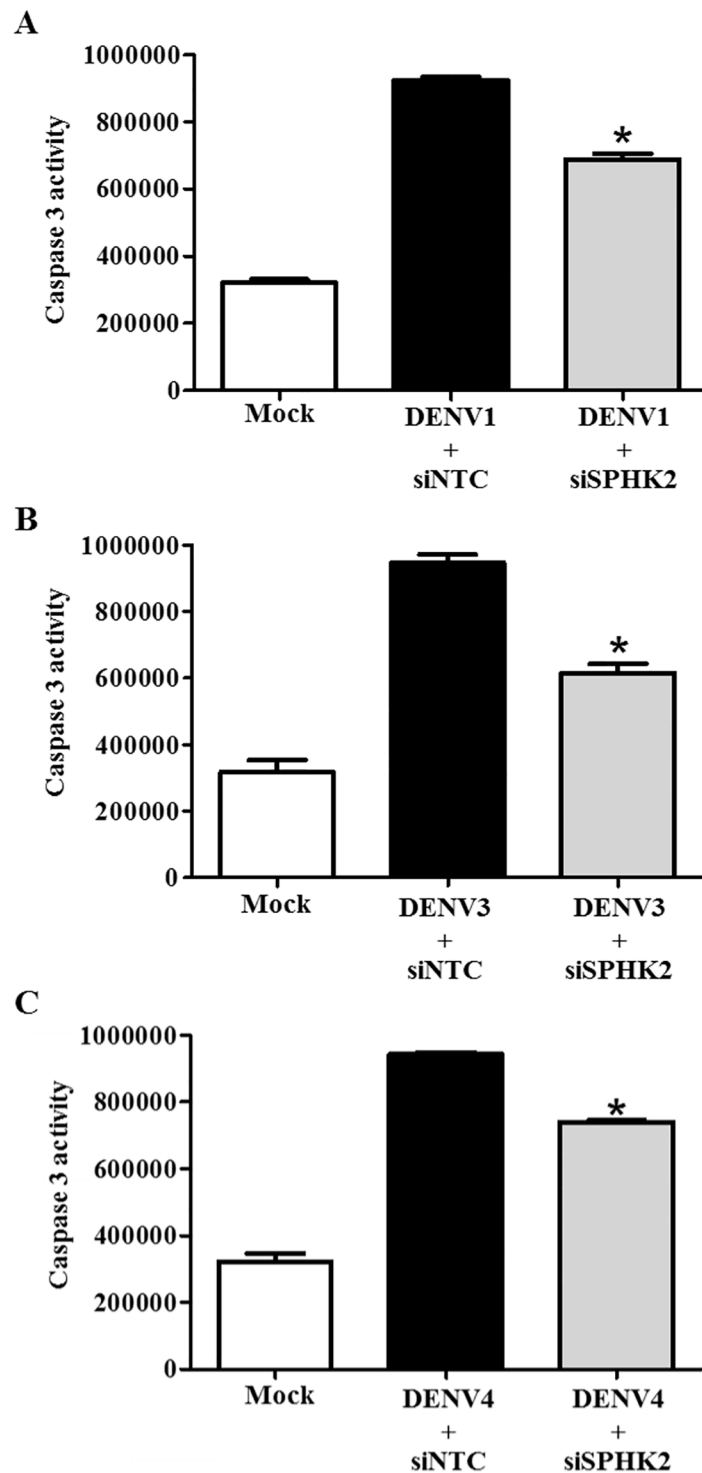 A
Caspase 3 activity
1000000
800000
600000
400000
200000
0
*
Mock
DENV1
+
siNTC
DENV1
+
siSPHK2
B
Caspase 3 activity
1000000
800000
600000
400000
200000
0
*
Mock
DENV3
+
siNTC
DENV3
+
siSPHK2
C
Caspase 3 activity
1000000
800000
600000
400000
200000
0
*
Mock
DENV4
+
siNTC
DENV4
+
siSPHK2